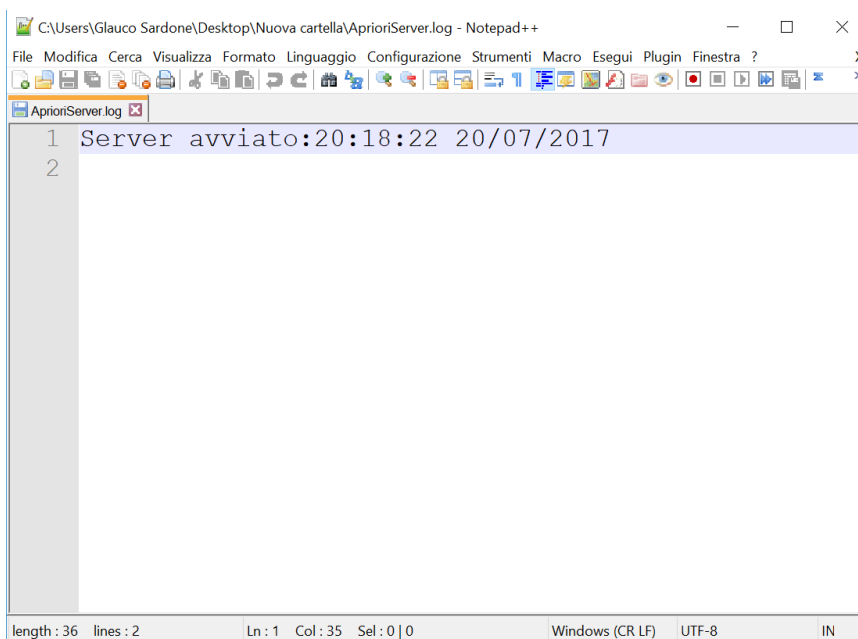 C:\Users\Glauco Sardone\Desktop\Nuova cartella\AprioriServer.log - Notepad++
File Modifica Cerca Visualizza Formato Linguaggio Configurazione Strumenti Macro Esegui Plugin Finestra ?
AprioriServer.log
1 Server avviato:20:18:22 20/07/2017
2
length : 36 lines : 2 Ln : 1 Col : 35 Sel : 0 | 0 Windows (CR LF) UTF-8 IN